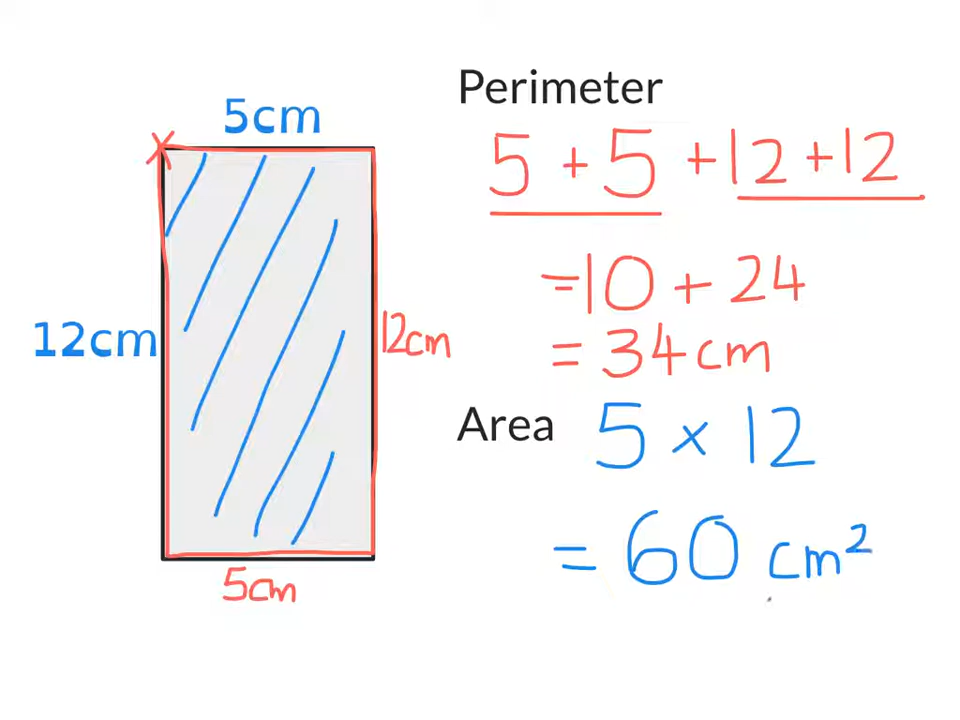 5cm
12cm
12cm
5cm
Perimeter
5 + 5 + 12 + 12
= 10 + 24
= 34 cm
Area 5 × 12
= 60 cm²